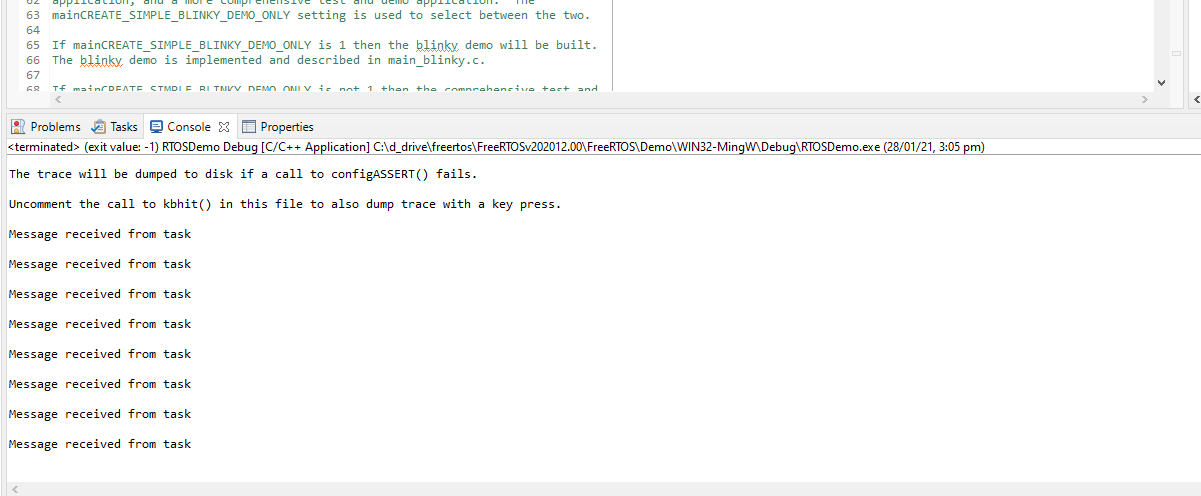 62 application, and a more comprehensive test and demo application. The
63 mainCREATE_SIMPLE_BLINKY_DEMO_ONLY setting is used to select between the two.
64
65 If mainCREATE_SIMPLE_BLINKY_DEMO_ONLY is 1 then the blinky demo will be built.
66 The blinky demo is implemented and described in main_blinky.c.
67
68 If mainCREATE_SIMPLE_BLINKY_DEMO_ONLY is not 1 then the comprehensive test and
Problems Tasks Console Properties
<terminated> (exit value: -1) RTOSDemo Debug [C/C++ Application] C:\d_drive\freertos\FreeRTOSv202012.00\FreeRTOS\Demo\WIN32-MingW\Debug\RTOSDemo.exe (28/01/21, 3:05 pm)
The trace will be dumped to disk if a call to configASSERT() fails.
Uncomment the call to kbhit() in this file to also dump trace with a key press.
Message received from task
Message received from task
Message received from task
Message received from task
Message received from task
Message received from task
Message received from task
Message received from task